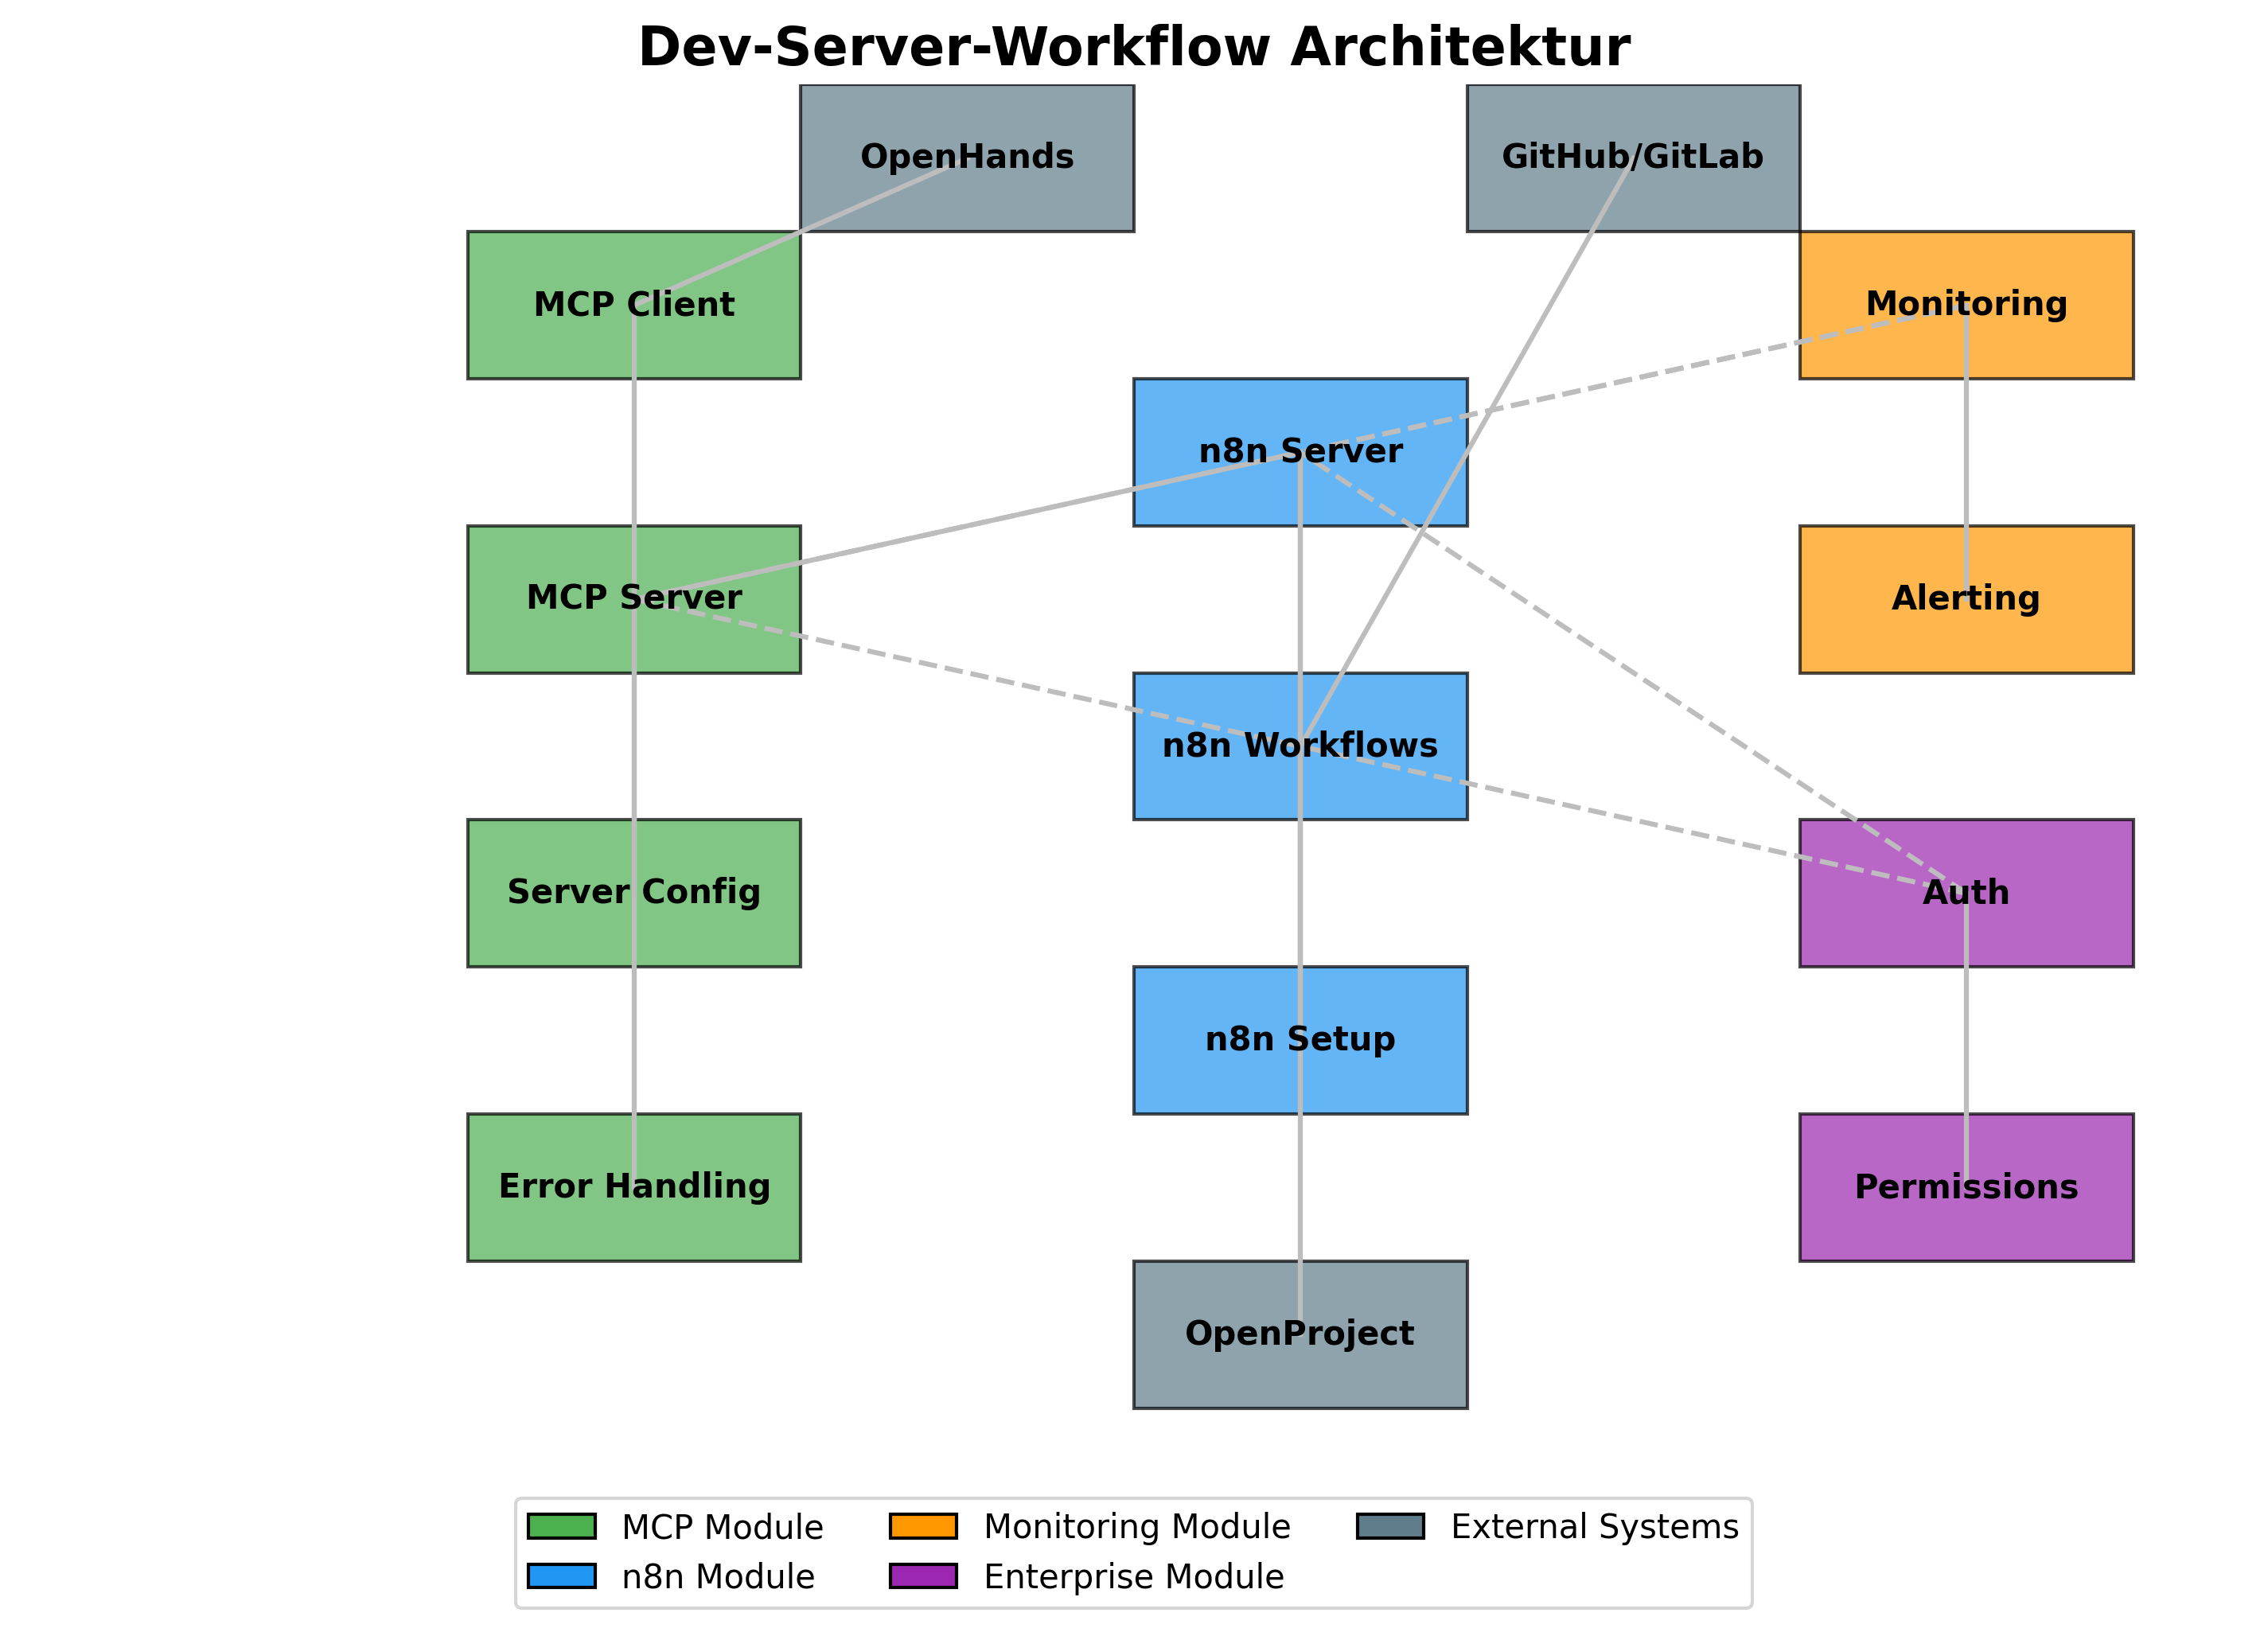 Dev-Server-Workflow Architektur
OpenHands
GitHub/GitLab
MCP Client
Monitoring
n8n Server
MCP Server
Alerting
n8n Workflows
Server Config
Auth
n8n Setup
Error Handling
Permissions
OpenProject
MCP Module
n8n Module
Monitoring Module
Enterprise Module
External Systems